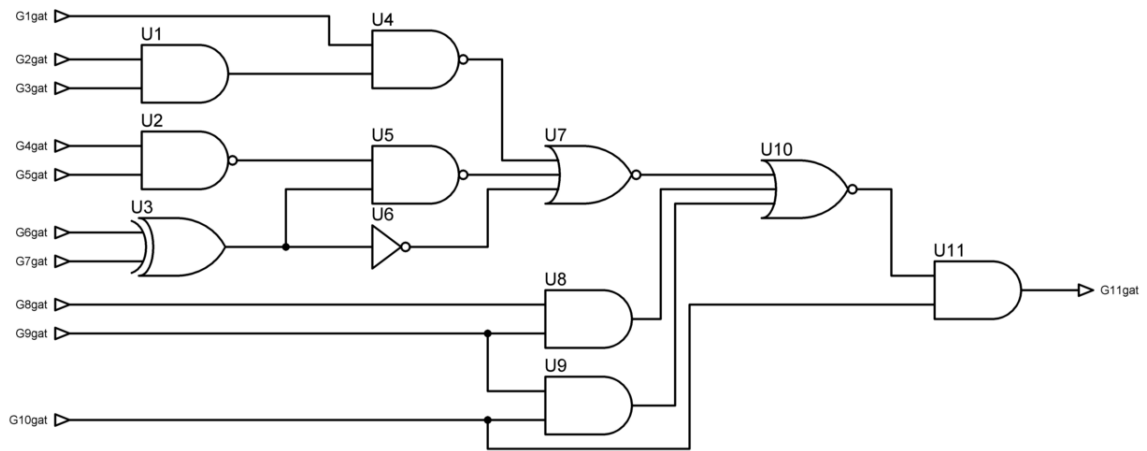 G1gat
U4
U1
G2gat
G3gat
U2
G4gat
G5gat
U5
U7
U10
U3
U6
G6gat
G7gat
U11
U8
G8gat
G11gat
G9gat
U9
G10gat